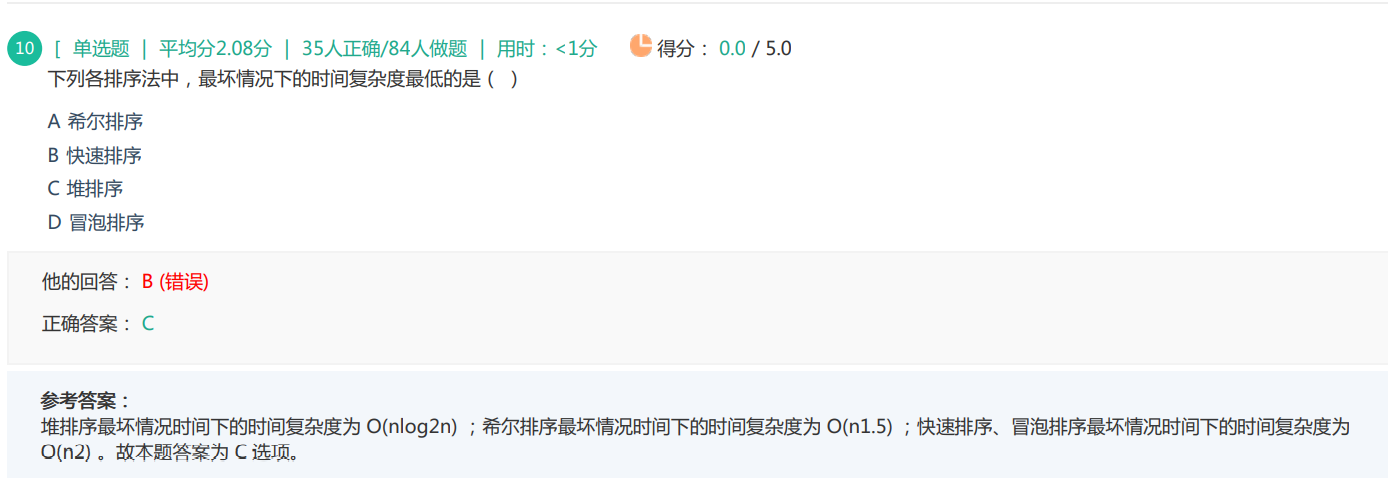 10 [ 单选题 | 平均分2.08分 | 35人正确/84人做题 | 用时：<1分 得分： 0.0 / 5.0
下列各排序法中，最坏情况下的时间复杂度最低的是 ( )
A 希尔排序
B 快速排序
C 堆排序
D 冒泡排序
他的回答： B (错误)
正确答案： C
参考答案：
堆排序最坏情况时间下的时间复杂度为 O(nlog2n) ；希尔排序最坏情况时间下的时间复杂度为 O(n1.5) ；快速排序、冒泡排序最坏情况时间下的时间复杂度为
O(n2) 。故本题答案为 C 选项。